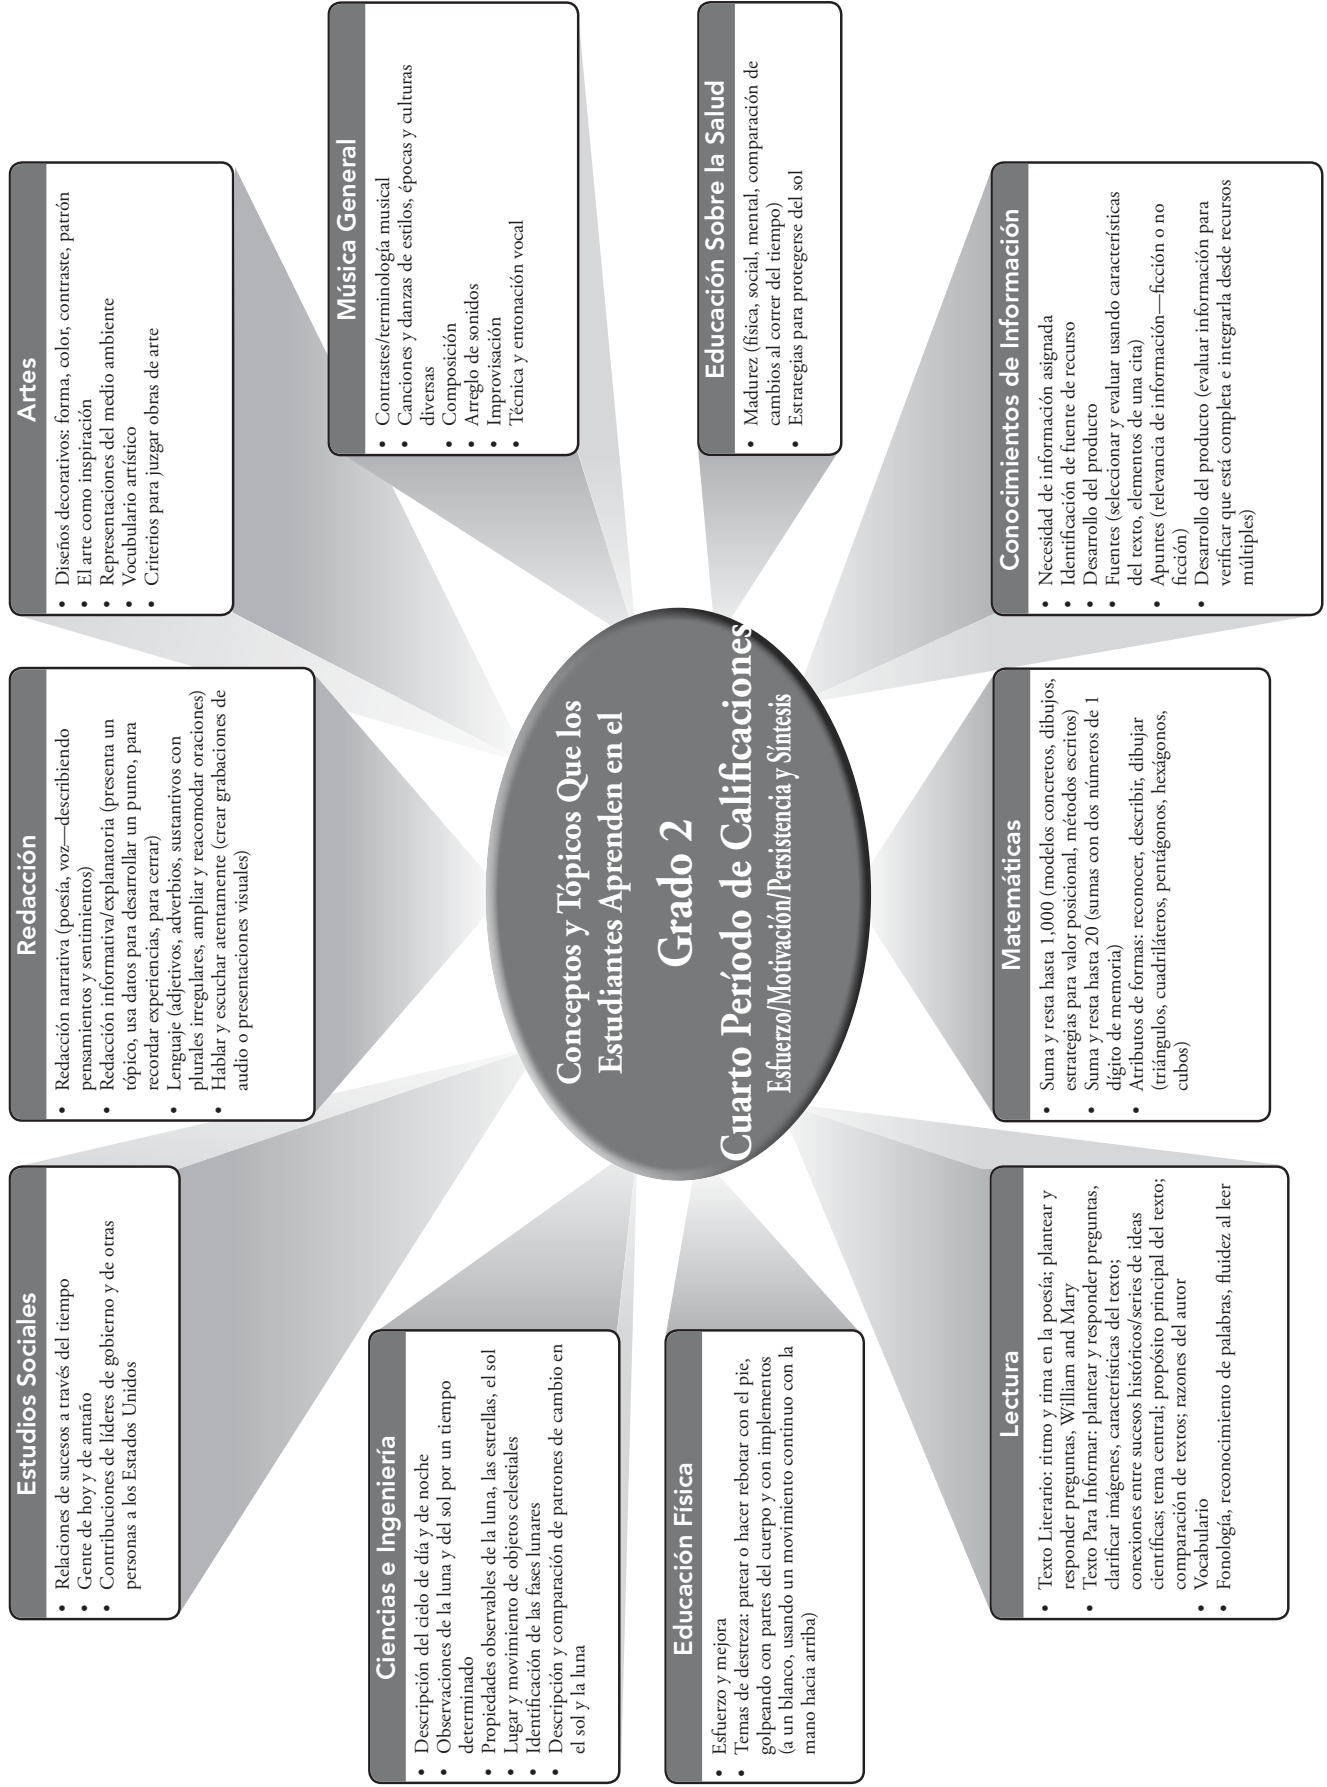 Estudios Sociales
• Relaciones de sucesos a través del tiempo
• Gente de hoy y de antaño
• Contribuciones de líderes de gobierno y de otras
personas a los Estados Unidos
Redacción
• Redacción narrativa (poesía, voz—describiendo
pensamientos y sentimientos)
• Redacción informativa/explanatoria (presenta un
tópico, usa datos para desarrollar un punto, para
recordar experiencias, para cerrar)
• Lenguaje (adjetivos, adverbios, sustantivos con
plurales irregulares, ampliar y reacomodar oraciones)
• Hablar y escuchar atentamente (crear grabaciones de
audio o presentaciones visuales)
Artes
• Diseños decorativos: forma, color, contraste, patrón
• El arte como inspiración
• Representaciones del medio ambiente
• Vocubulario artístico
• Criterios para juzgar obras de arte
Ciencias e Ingeniería
• Descripción del cielo de día y de noche
• Observaciones de la luna y del sol por un tiempo
determinado
• Propiedades observables de la luna, las estrellas, el sol
• Lugar y movimiento de objetos celestiales
• Identificación de las fases lunares
• Descripción y comparación de patrones de cambio en
el sol y la luna
Conceptos y Tópicos Que los
Estudiantes Aprenden en el
Grado 2
Cuarto Período de Calificaciones
Esfuerzo/Motivación/Persistencia y Síntesis
Música General
• Contrastes/terminología musical
• Canciones y danzas de estilos, épocas y culturas
diversas
• Composición
• Arreglo de sonidos
• Improvisación
• Técnica y entonación vocal
Educación Física
• Esfuerzo y mejora
• Temas de destreza: patear o hacer rebotar con el pie,
golpeando con partes del cuerpo y con implementos
(a un blanco, usando un movimiento continuo con la
mano hacia arriba)
Educación Sobre la Salud
• Madurez (física, social, mental, comparación de
cambios al correr del tiempo)
• Estrategias para protegerse del sol
Lectura
• Texto Literario: ritmo y rima en la poesía; plantear y
responder preguntas, William and Mary
• Texto Para Informar: plantear y responder preguntas,
clarificar imágenes, características del texto;
conexiones entre sucesos históricos/series de ideas
científicas; tema central; propósito principal del texto;
comparación de textos; razones del autor
• Vocabulario
• Fonología, reconocimiento de palabras, fluidez al leer
Matemáticas
• Suma y resta hasta 1,000 (modelos concretos, dibujos,
estrategias para valor posicional, métodos escritos)
• Suma y resta hasta 20 (sumas con dos números de 1
dígito de memoria)
• Atributos de formas: reconocer, describir, dibujar
(triángulos, cuadriláteros, pentágonos, hexágonos,
cubos)
Conocimientos de Información
• Necesidad de información asignada
• Identificación de fuente de recurso
• Desarrollo del producto
• Fuentes (seleccionar y evaluar usando características
del texto, elementos de una cita)
• Apuntes (relevancia de información—ficción o no
ficción)
• Desarrollo del producto (evaluar información para
verificar que está completa e integrarla desde recursos
múltiples)